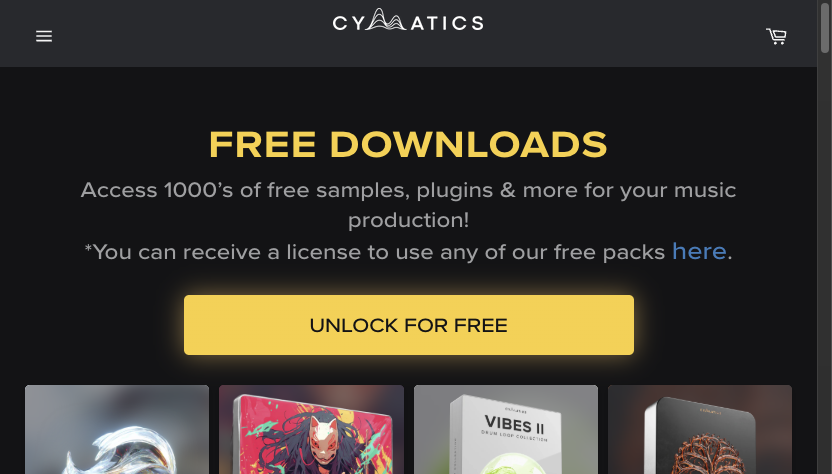 CYMATICS
FREE DOWNLOADS
Access 1000's of free samples, plugins & more for your music
production!
*You can receive a license to use any of our free packs here.
UNLOCK FOR FREE
VIBES II
DRUM LOOP COLLECTION